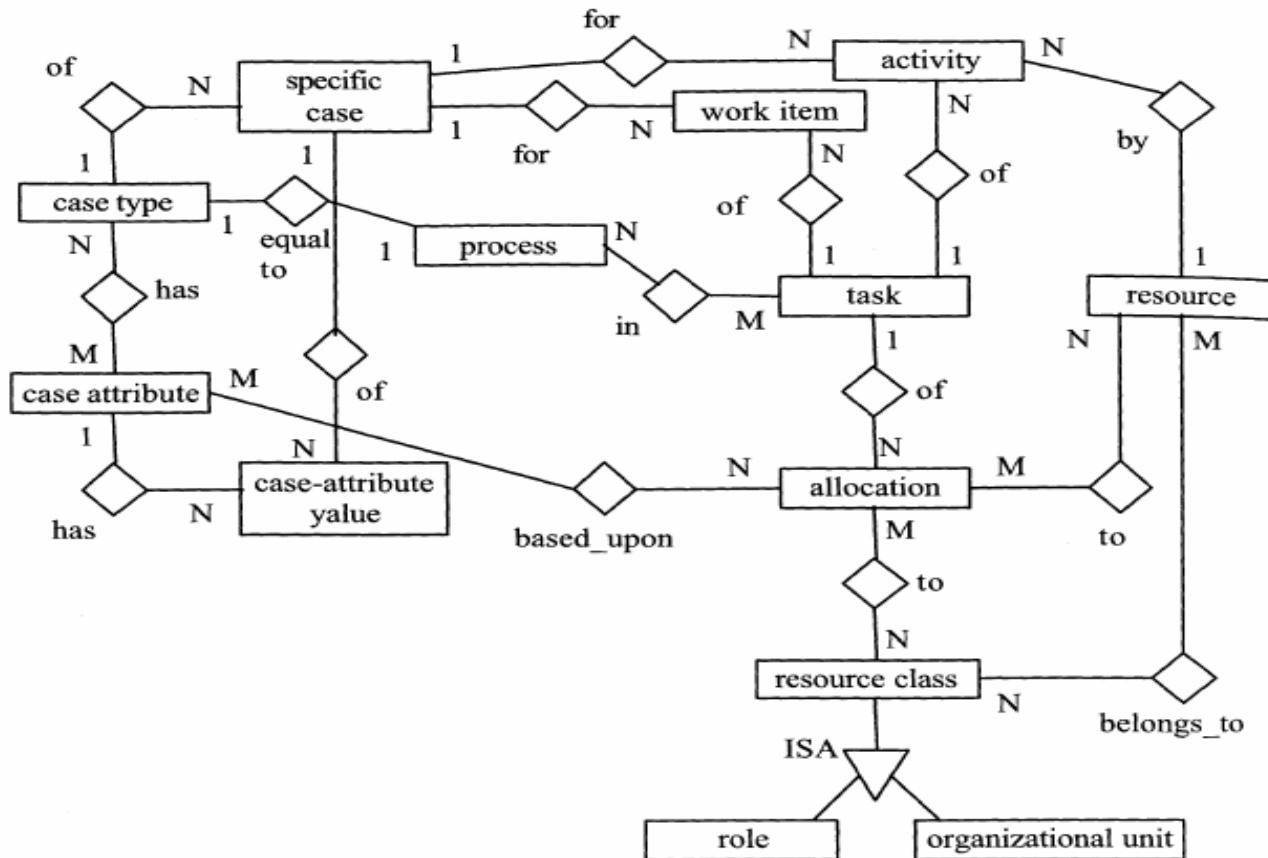 for
1
N
activity
N
of
N
specific
case
1
for
N
work item
N
by
1
1
N
of
of
case type
1
equal
to
1
process
N
1
1
1
N
has
in
M
task
resource
M
1
N
M
case attribute
M
of
of
1
N
N
N
has
N
case-attribute
yalue
based_upon
allocation
M
M
to
to
N
resource class
N
belongs_to
ISA
role
organizational unit